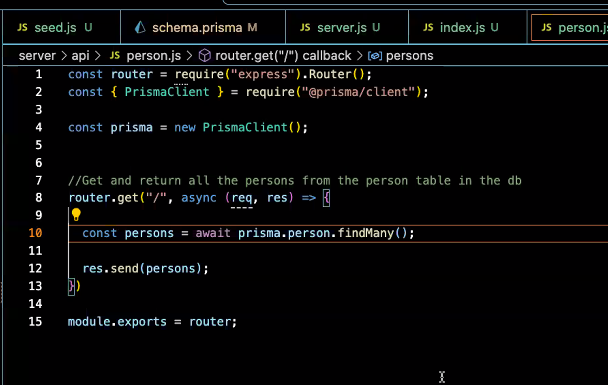 JS seed.js U schema.prisma M JS server.js U JS index.js U JS person.js
server > api > JS person.js > router.get("/") callback > persons
1 const router = require("express").Router();
2 const { PrismaClient } = require("@prisma/client");
3
4 const prisma = new PrismaClient();
5
6
7 //Get and return all the persons from the person table in the db
8 router.get("/", async (req, res) => {
9
10 const persons = await prisma.person.findMany();
11
12 res.send(persons);
13 })
14
15 module.exports = router;